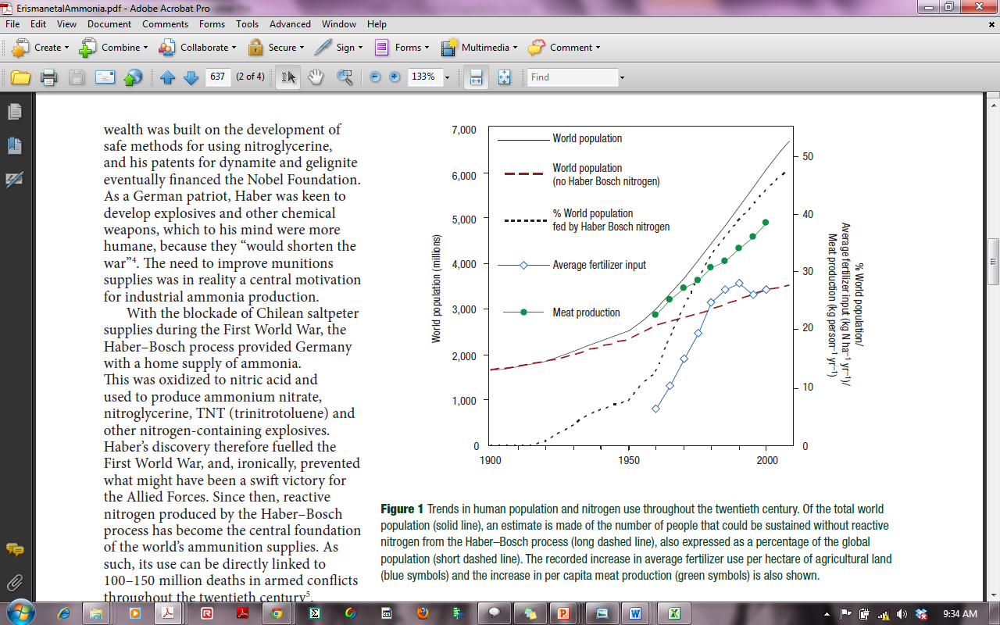 ErismanetalAmmonia.pdf - Adobe Acrobat Pro
File Edit View Document Comments Forms Tools Advanced Window Help
Create Combine Collaborate Secure Sign Forms Multimedia Comment
637 (2 of 4) 133% Find
wealth was built on the development of
safe methods for using nitroglycerine,
and his patents for dynamite and gelignite
eventually financed the Nobel Foundation.
As a German patriot, Haber was keen to
develop explosives and other chemical
weapons, which to his mind were more
humane, because they “would shorten the
war”⁴. The need to improve munitions
supplies was in reality a central motivation
for industrial ammonia production.
With the blockade of Chilean saltpeter
supplies during the First World War, the
Haber–Bosch process provided Germany
with a home supply of ammonia.
This was oxidized to nitric acid and
used to produce ammonium nitrate,
nitroglycerine, TNT (trinitrotoluene) and
other nitrogen-containing explosives.
Haber’s discovery therefore fuelled the
First World War, and, ironically, prevented
what might have been a swift victory for
the Allied Forces. Since then, reactive
nitrogen produced by the Haber–Bosch
process has become the central foundation
of the world’s ammunition supplies. As
such, its use can be directly linked to
100–150 million deaths in armed conflicts
throughout the twentieth century⁵.
World population (millions)
7,000
6,000
5,000
4,000
3,000
2,000
1,000
0
World population
World population
(no Haber Bosch nitrogen)
% World population
fed by Haber Bosch nitrogen
Average fertilizer input
Meat production
1900 1950 2000
50
40
30
20
10
0
% World population/
Average fertilizer input (kg N ha⁻¹ yr⁻¹)/
Meat production (kg person⁻¹ yr⁻¹)
Figure 1 Trends in human population and nitrogen use throughout the twentieth century. Of the total world
population (solid line), an estimate is made of the number of people that could be sustained without reactive
nitrogen from the Haber–Bosch process (long dashed line), also expressed as a percentage of the global
population (short dashed line). The recorded increase in average fertilizer use per hectare of agricultural land
(blue symbols) and the increase in per capita meat production (green symbols) is also shown.
9:34 AM